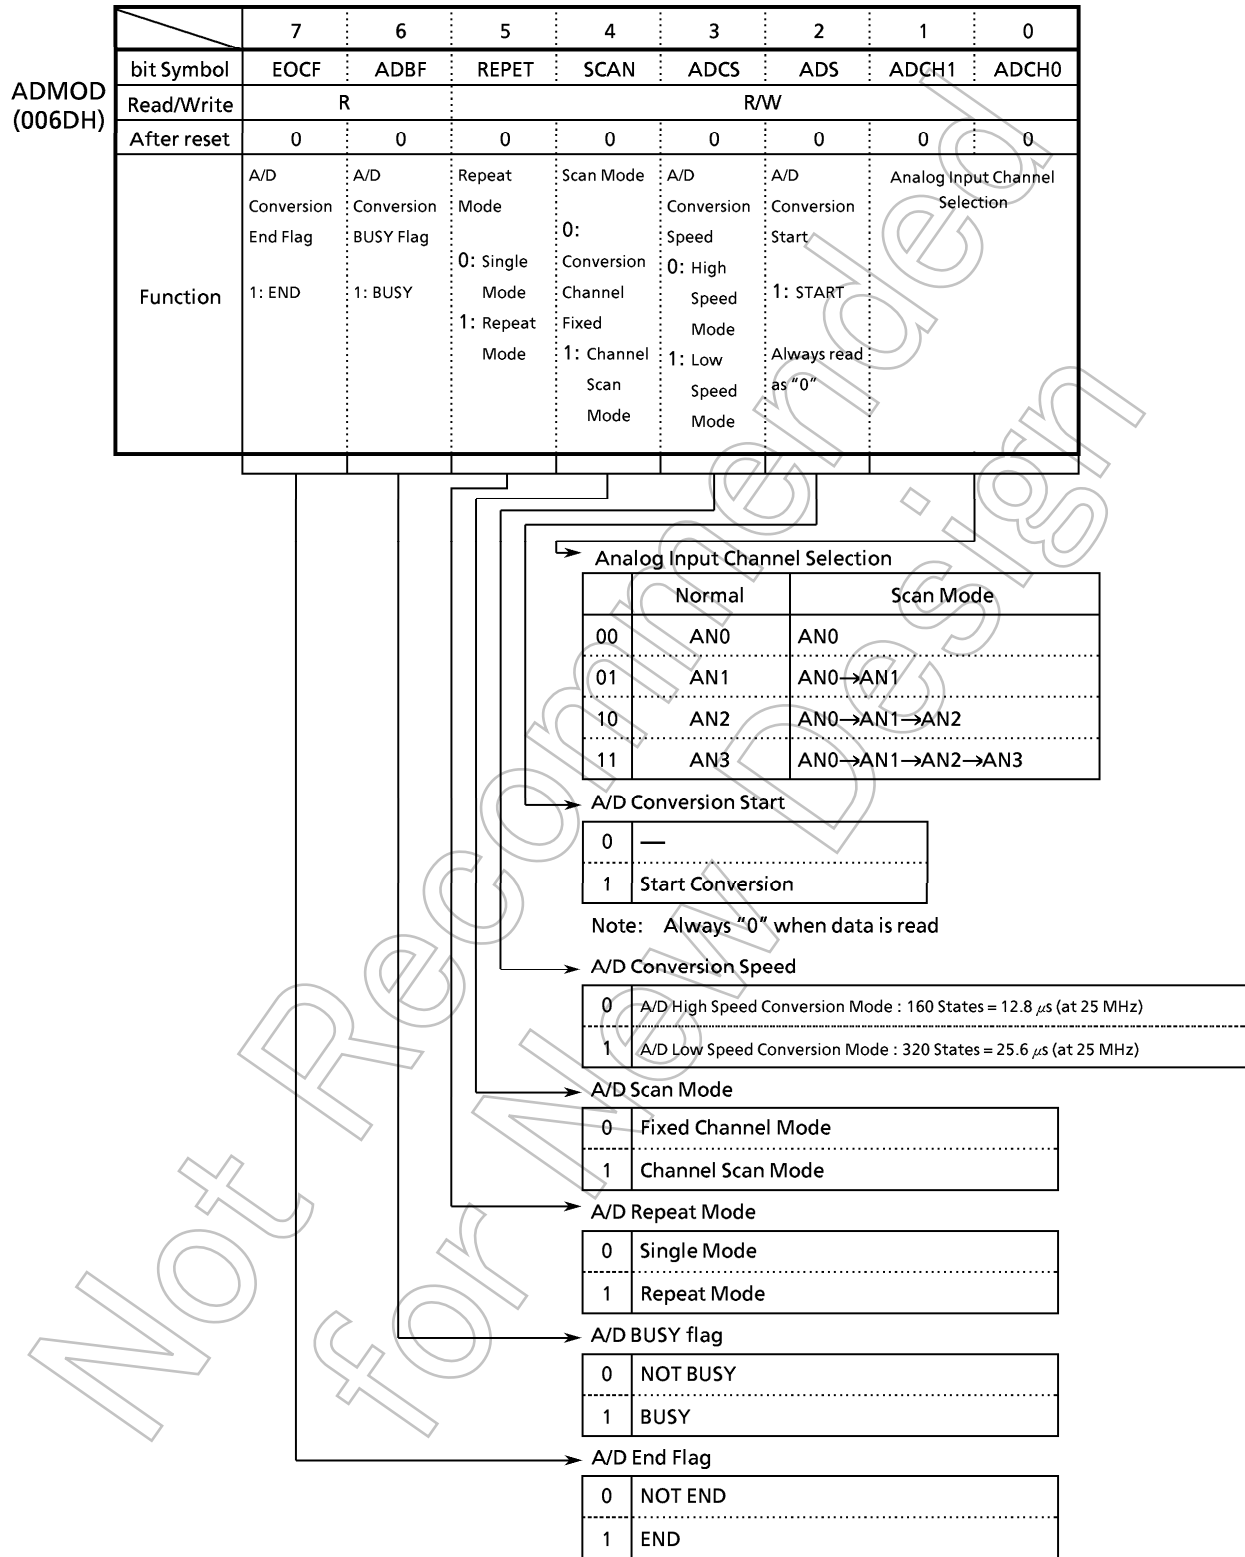 7 6 5 4 3 2 1 0
ADMOD
(006DH)
bit Symbol EOCF ADBF REPET SCAN ADCS ADS ADCH1 ADCH0
Read/Write R R/W
After reset 0 0 0 0 0 0 0 0
Function
A/D
Conversion
End Flag
1: END
A/D
Conversion
BUSY Flag
1: BUSY
Repeat
Mode
0: Single
Mode
1: Repeat
Mode
Scan Mode
0:
Conversion
Channel
Fixed
1: Channel
Scan
Mode
A/D
Conversion
Speed
0: High
Speed
Mode
1: Low
Speed
Mode
A/D
Conversion
Start
1: START
Always read
as "0"
Analog Input Channel
Selection
Analog Input Channel Selection
Normal Scan Mode
00 AN0 AN0
01 AN1 AN0→AN1
10 AN2 AN0→AN1→AN2
11 AN3 AN0→AN1→AN2→AN3
A/D Conversion Start
0 —
1 Start Conversion
Note: Always "0" when data is read
A/D Conversion Speed
0 A/D High Speed Conversion Mode : 160 States = 12.8 μs (at 25 MHz)
1 A/D Low Speed Conversion Mode : 320 States = 25.6 μs (at 25 MHz)
A/D Scan Mode
0 Fixed Channel Mode
1 Channel Scan Mode
A/D Repeat Mode
0 Single Mode
1 Repeat Mode
A/D BUSY flag
0 NOT BUSY
1 BUSY
A/D End Flag
0 NOT END
1 END
Not Recommended
for New Design